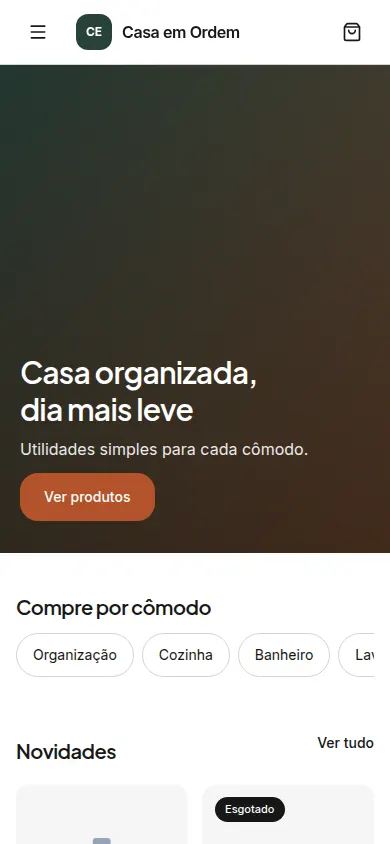 CE Casa em Ordem
Casa organizada,
dia mais leve
Utilidades simples para cada cômodo.
Ver produtos
Compre por cômodo
Organização Cozinha Banheiro
Novidades Ver tudo
Esgotado